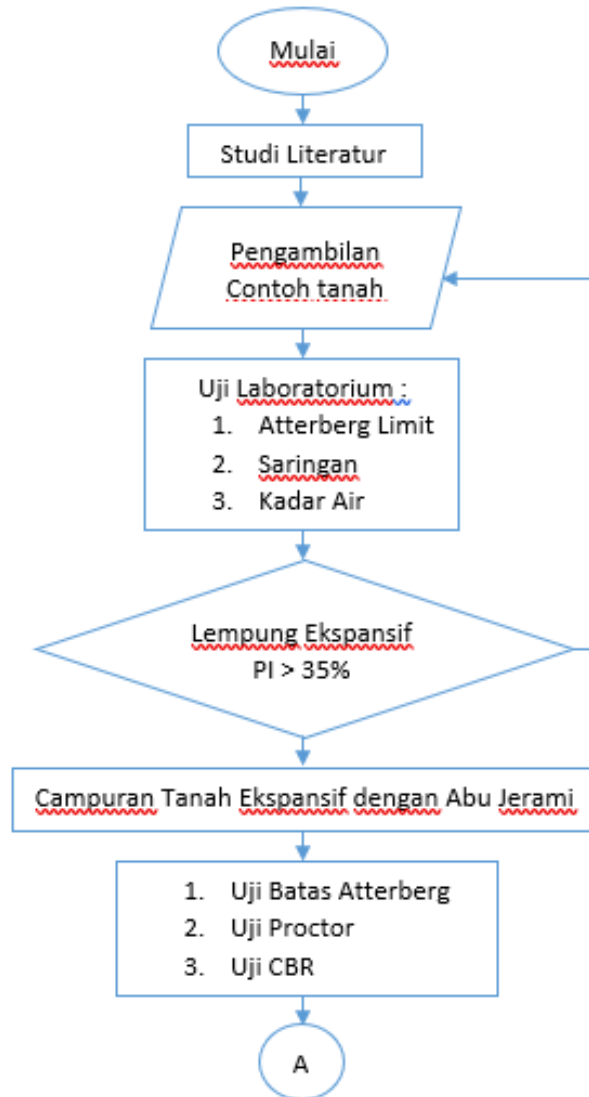 Mulai
Studi Literatur
Pengambilan
Contoh tanah
Uji Laboratorium :
1. Atterberg Limit
2. Saringan
3. Kadar Air
Lempung Ekspansif
PI > 35%
Campuran Tanah Ekspansif dengan Abu Jerami
1. Uji Batas Atterberg
2. Uji Proctor
3. Uji CBR
A